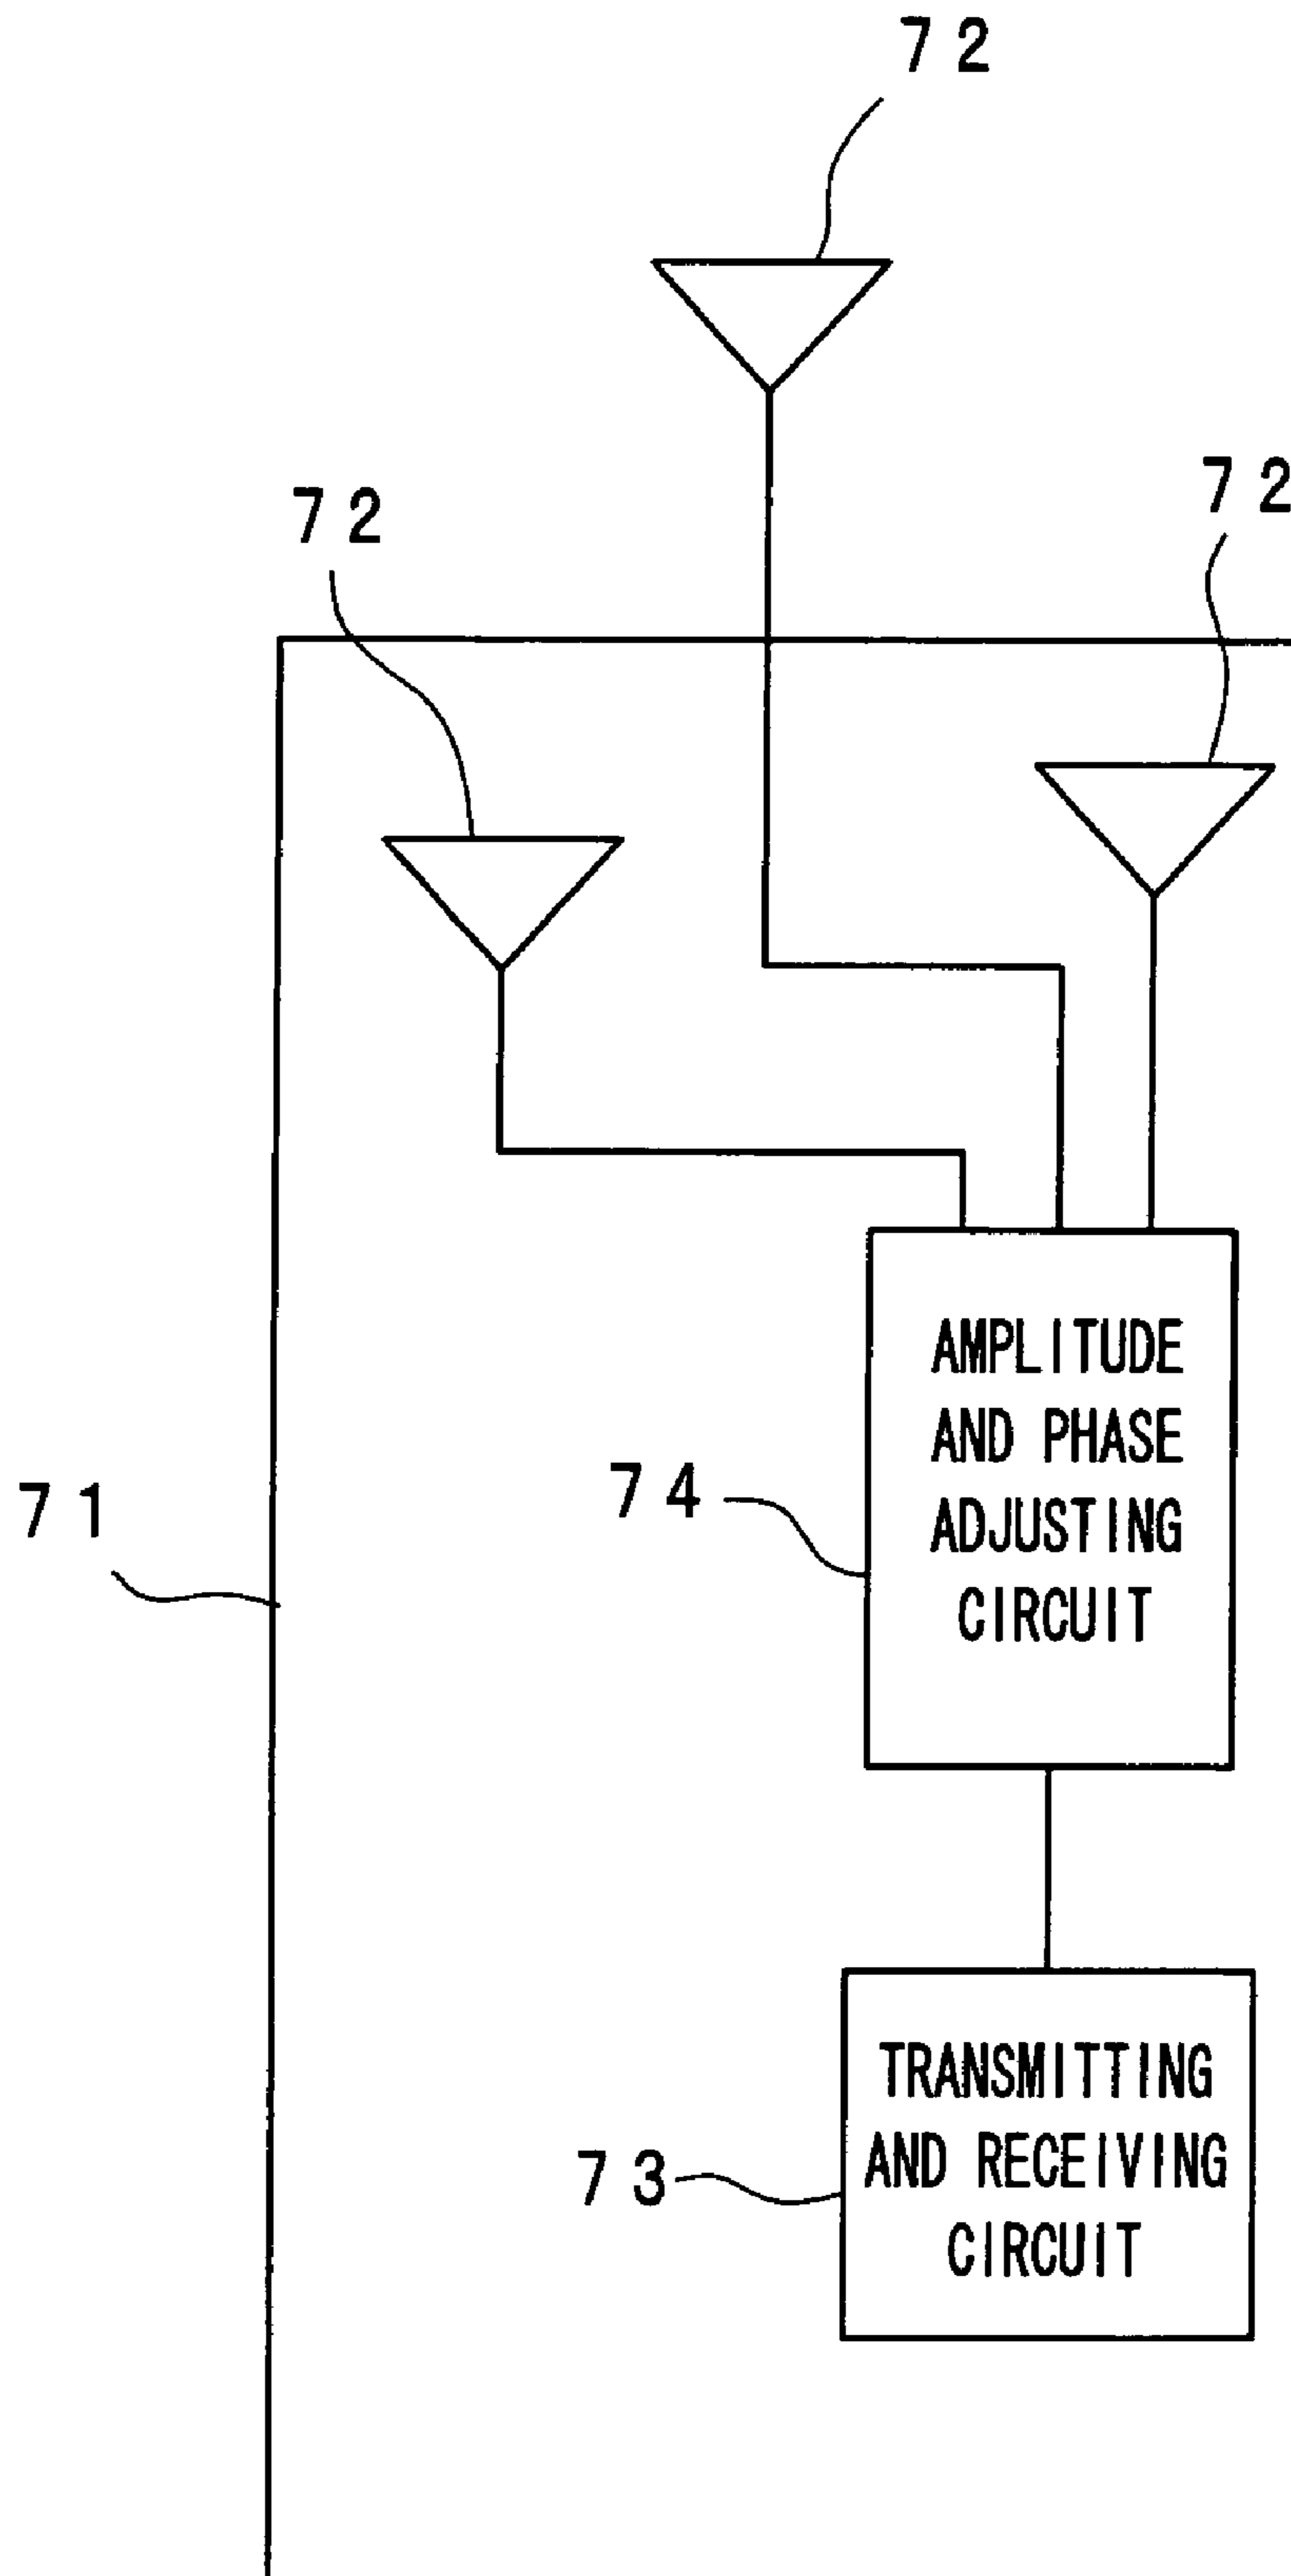 72
72
72
AMPLITUDE
AND PHASE
ADJUSTING
CIRCUIT
74
71
TRANSMITTING
AND RECEIVING
CIRCUIT
73